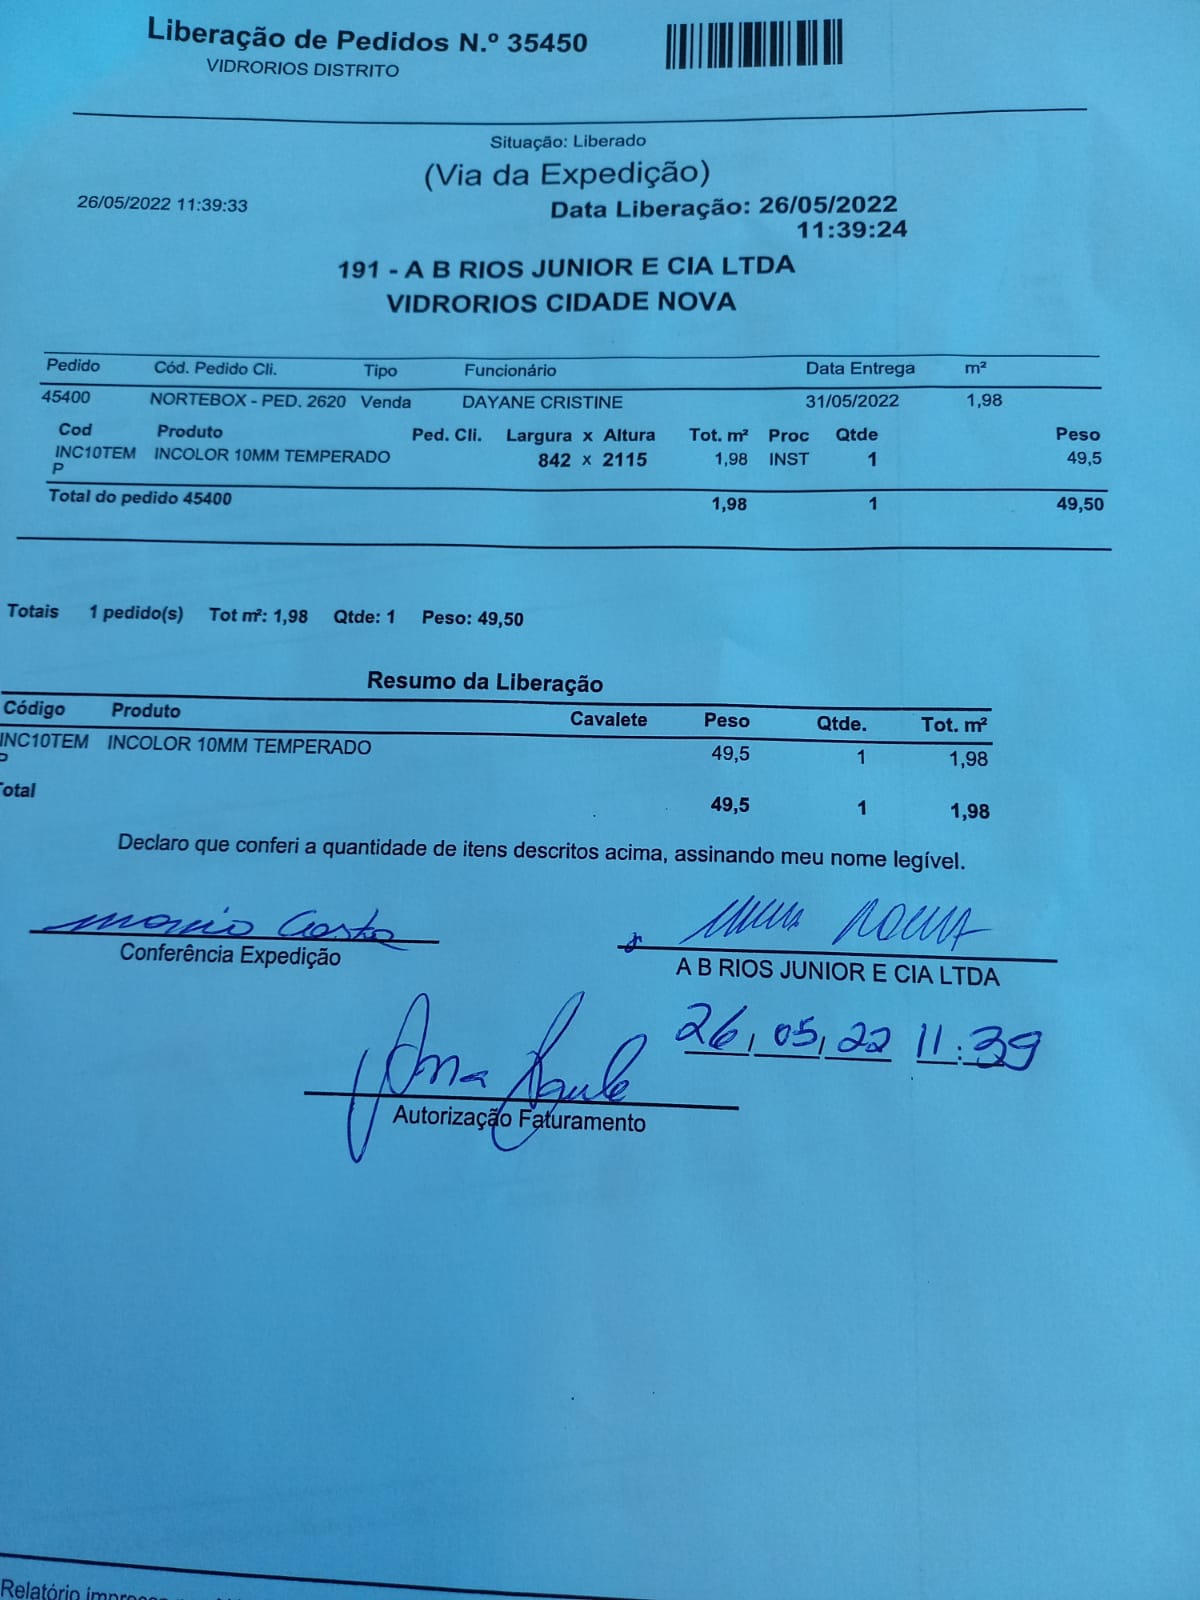 Liberação de Pedidos N.º 35450
VIDRORIOS DISTRITO
Situação: Liberado
(Via da Expedição)
26/05/2022 11:39:33
Data Liberação: 26/05/2022
11:39:24
191 - A B RIOS JUNIOR E CIA LTDA
VIDRORIOS CIDADE NOVA
Pedido Cód. Pedido Cli. Tipo Funcionário Data Entrega m²
45400 NORTEBOX - PED. 2620 Venda DAYANE CRISTINE 31/05/2022 1,98
Cod Produto Ped. Cli. Largura x Altura Tot. m² Proc Qtde Peso
INC10TEM INCOLOR 10MM TEMPERADO 842 x 2115 1,98 INST 1 49,5
P
Total do pedido 45400 1,98 1 49,50
Totais 1 pedido(s) Tot m²: 1,98 Qtde: 1 Peso: 49,50
Resumo da Liberação
Código Produto Cavalete Peso Qtde. Tot. m²
INC10TEM INCOLOR 10MM TEMPERADO 49,5 1 1,98
P
Total 49,5 1 1,98
Declaro que conferi a quantidade de itens descritos acima, assinando meu nome legível.
Costa
Conferência Expedição
A B RIOS JUNIOR E CIA LTDA
26, 05, 22 11:39
Ana Paula
Autorização Faturamento
Relatório